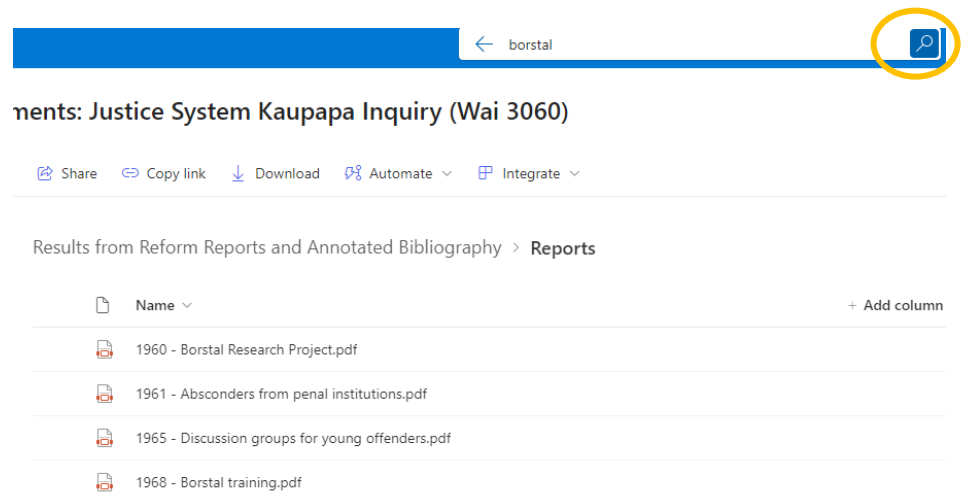 borstal
ments: Justice System Kaupapa Inquiry (Wai 3060)
Share Copy link Download Automate Integrate
Results from Reform Reports and Annotated Bibliography > Reports
Name + Add column
1960 - Borstal Research Project.pdf
1961 - Absconders from penal institutions.pdf
1965 - Discussion groups for young offenders.pdf
1968 - Borstal training.pdf